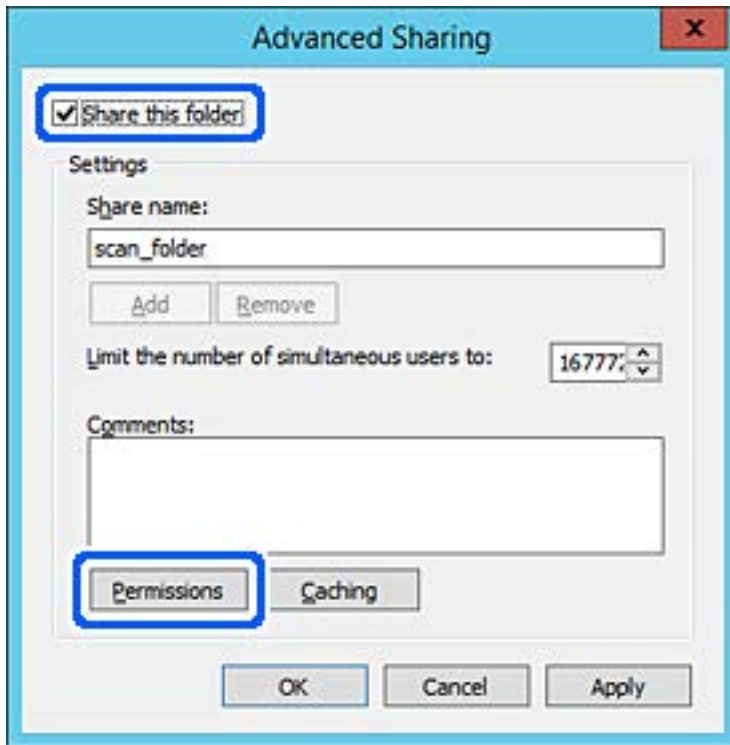 Advanced Sharing
x
Share this folder
Settings
Share name:
scan_folder
Add Remove
Limit the number of simultaneous users to:
Comments:
Permissions Caching
OK Cancel Apply